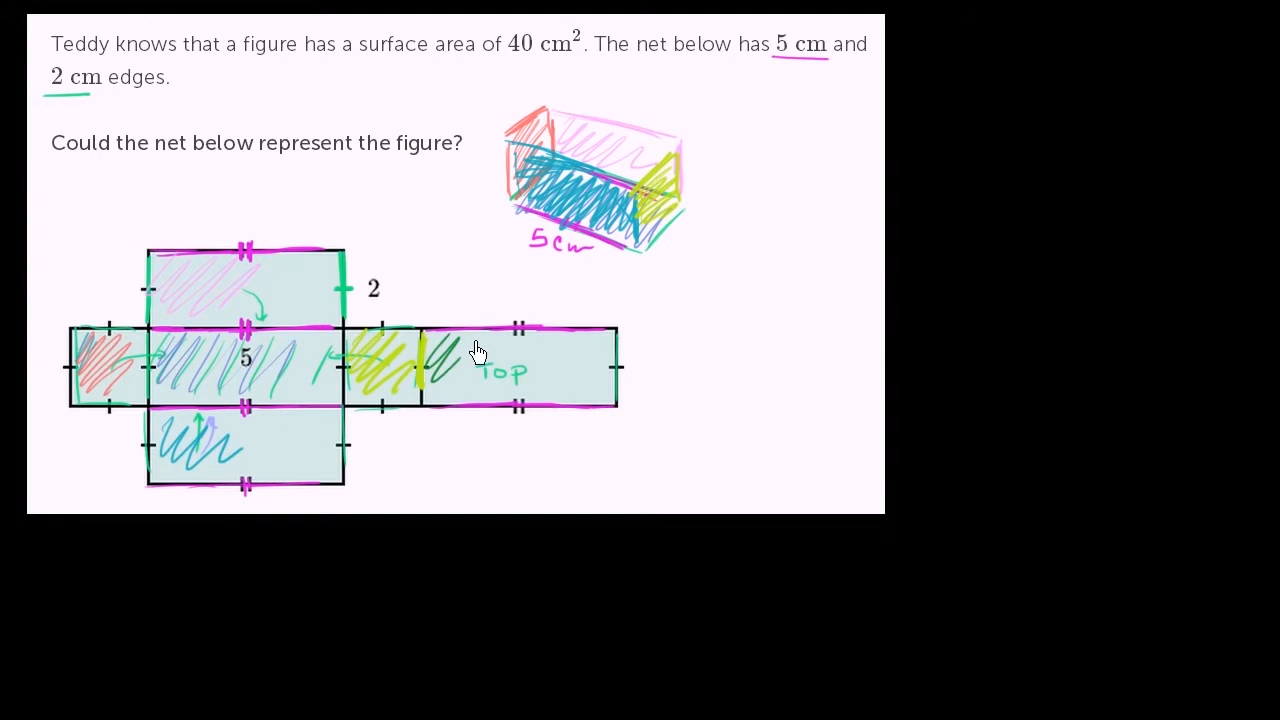 Teddy knows that a figure has a surface area of 40 cm². The net below has 5 cm and
2 cm edges.
Could the net below represent the figure?
5cm
2
5
Top